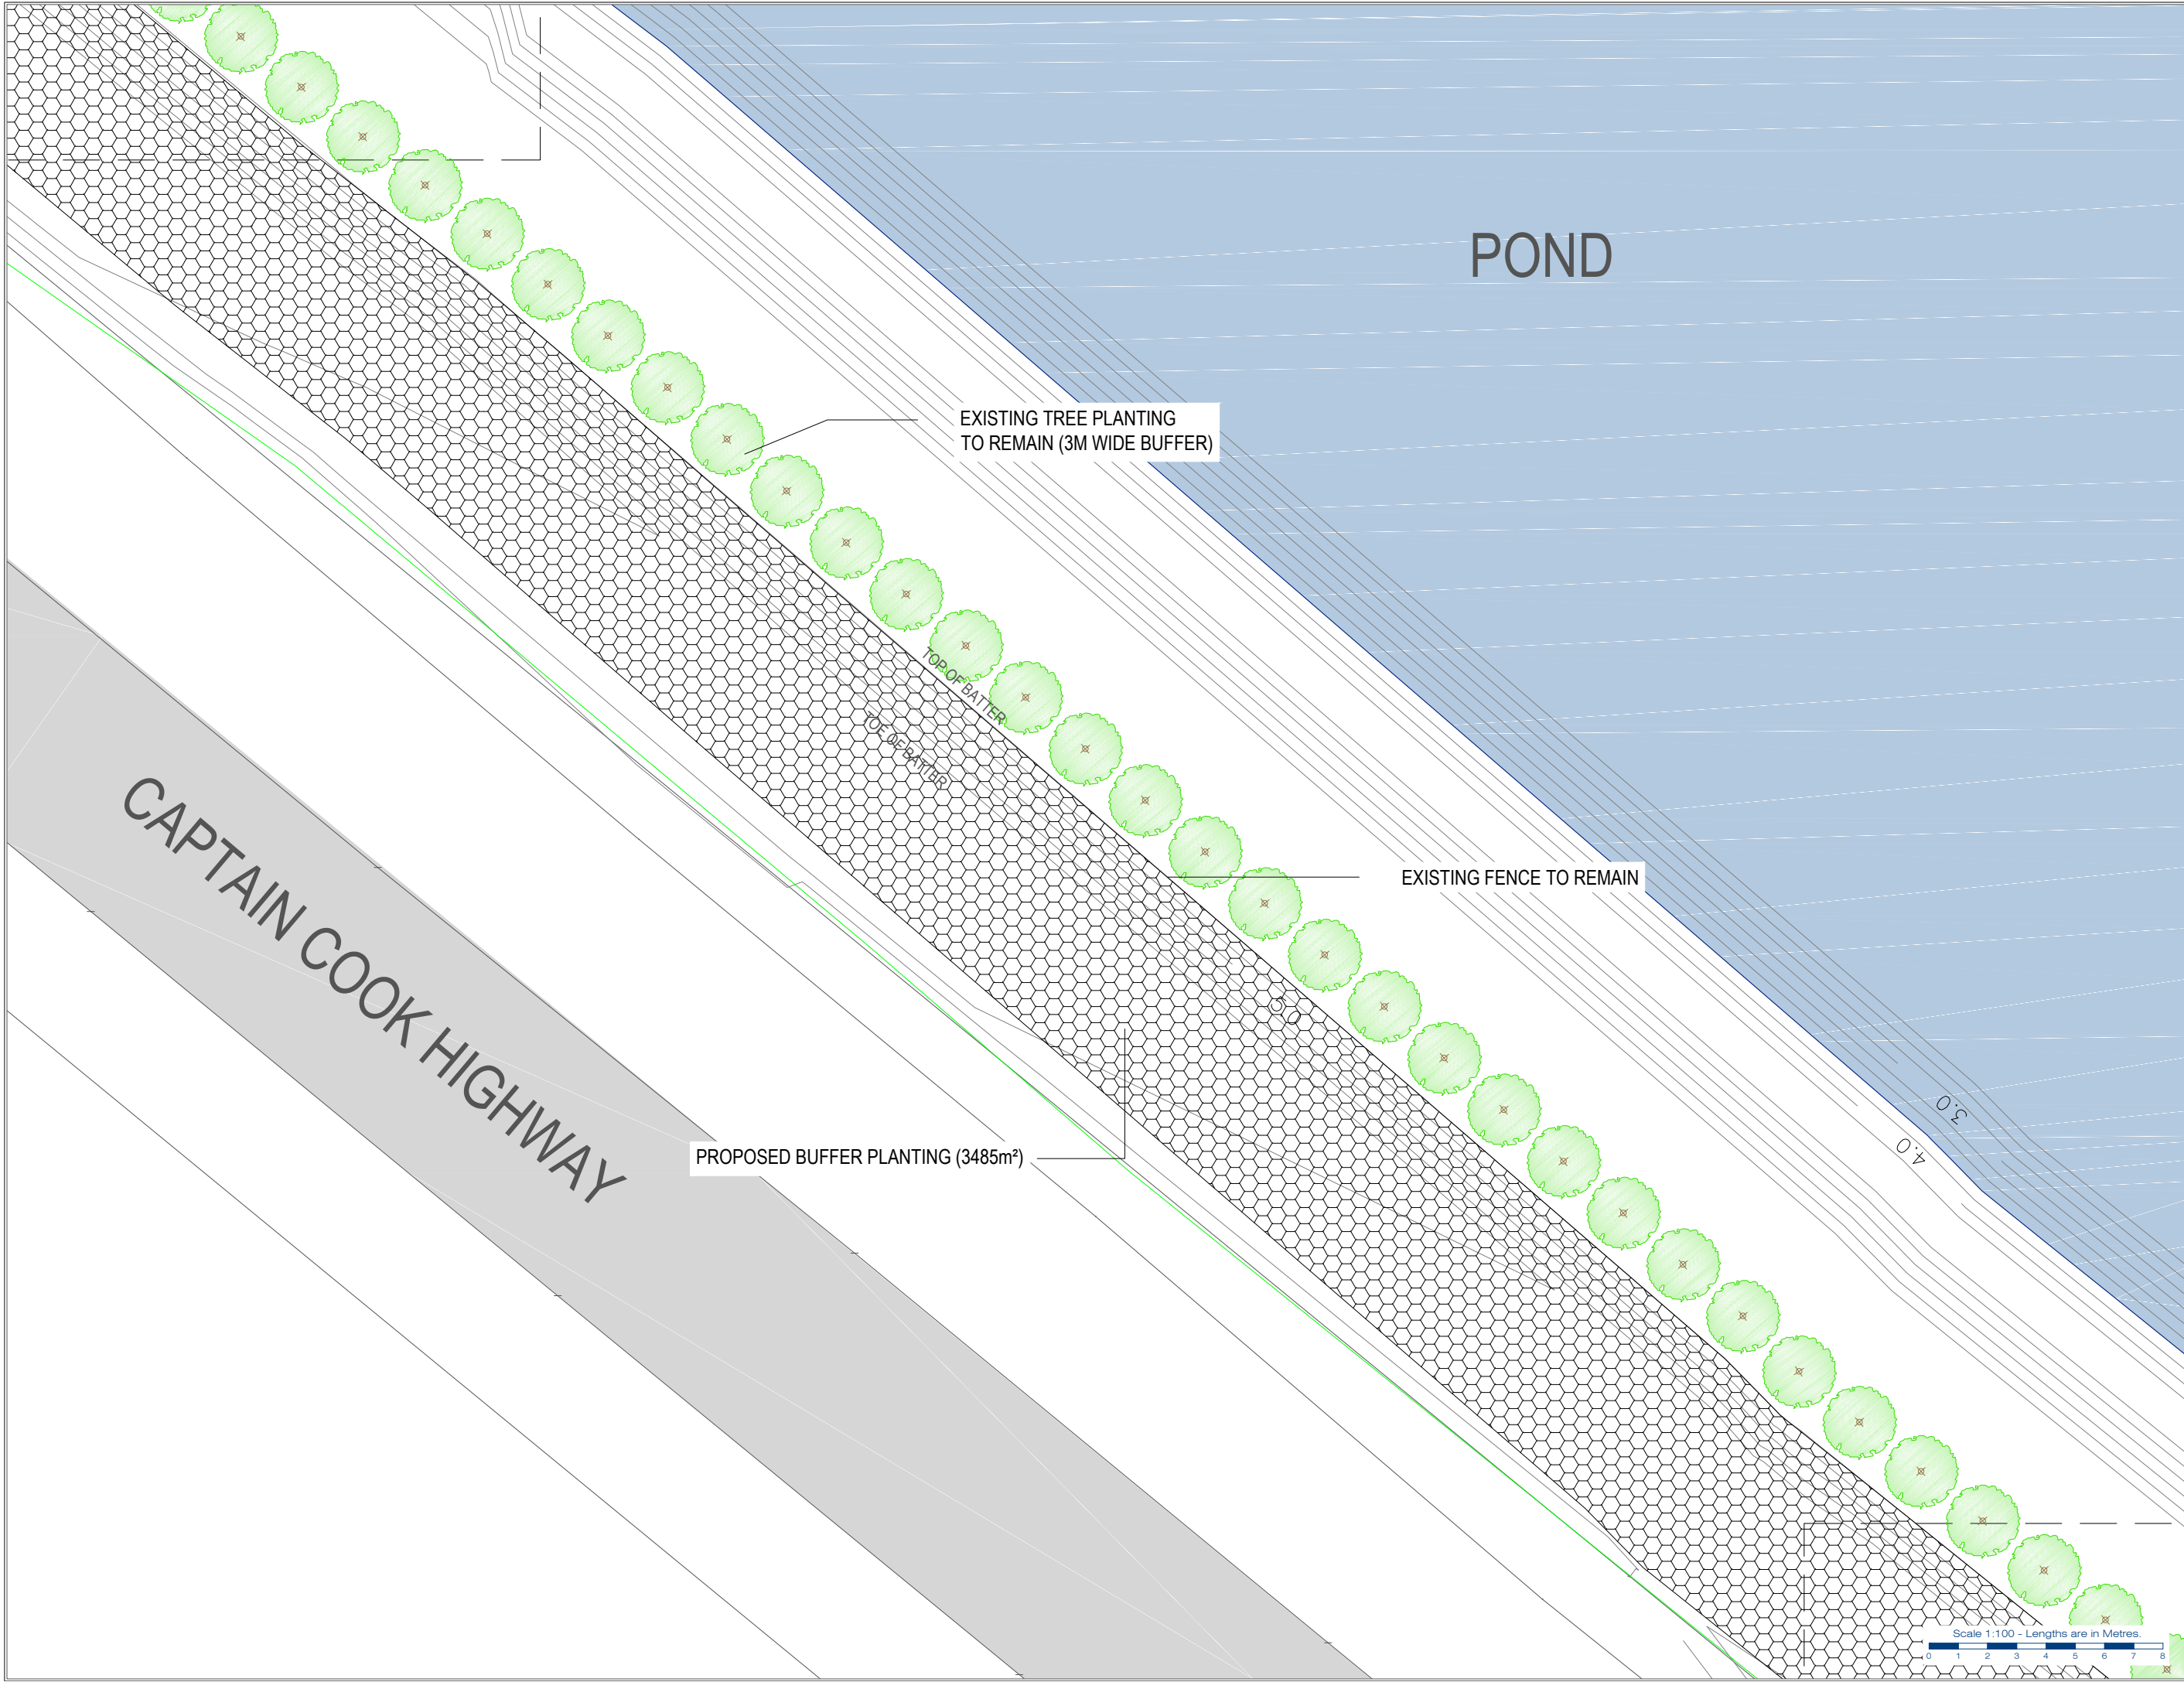 POND
EXISTING TREE PLANTING
TO REMAIN (3M WIDE BUFFER)
TOP OF BATTER
TOE OF BATTER
EXISTING FENCE TO REMAIN
CAPTAIN COOK HIGHWAY
5.0
3.0
4.0
PROPOSED BUFFER PLANTING (3485m²)
Scale 1:100 - Lengths are in Metres.
0 1 2 3 4 5 6 7 8